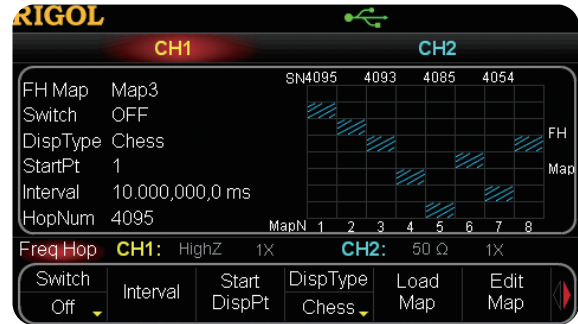 RIGOL
CH1 CH2
SN4095 4093 4085 4054
FH Map Map3
Switch OFF
DispType Chess
StartPt 1
Interval 10.000,000,0 ms
HopNum 4095
FH
Map
MapN 1 2 3 4 5 6 7 8
Freq Hop CH1: HighZ 1X CH2: 50 Ω 1X
Switch
Off
Interval
Start
DispPt
DispType
Chess
Load
Map
Edit
Map